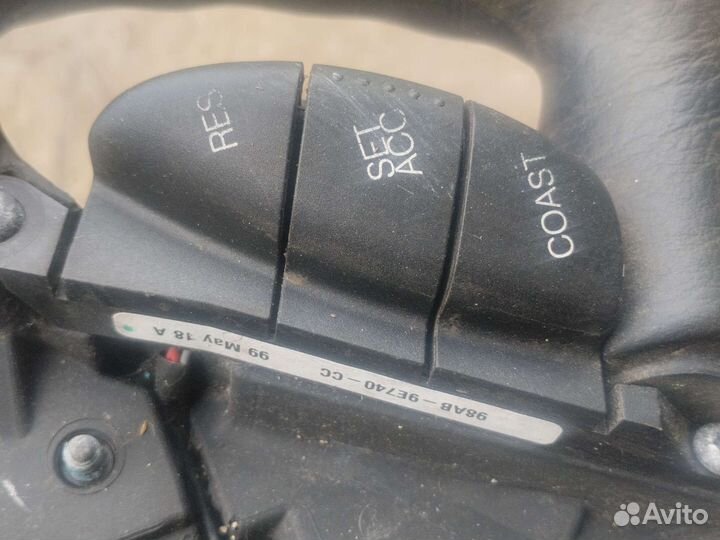 RES
SET
ACC
COAST
98AB-9E740-CC 99 May 18 A
Avito